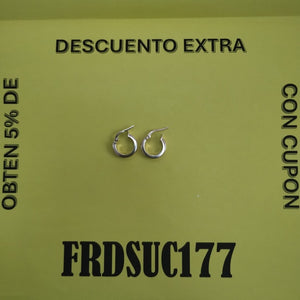 OBTEN 5% DE
DESCUENTO EXTRA
CON CUPON
FRDSUC177